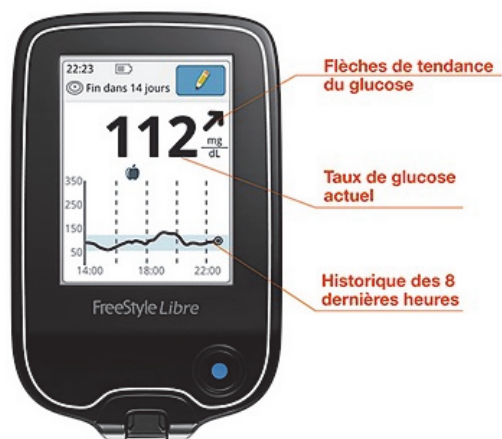 22:23
Fin dans 14 jours
112
mg
dL
350
250
150
50
14:00
18:00
22:00
FreeStyle Libre
Flèches de tendance
du glucose
Taux de glucose
actuel
Historique des 8
dernières heures